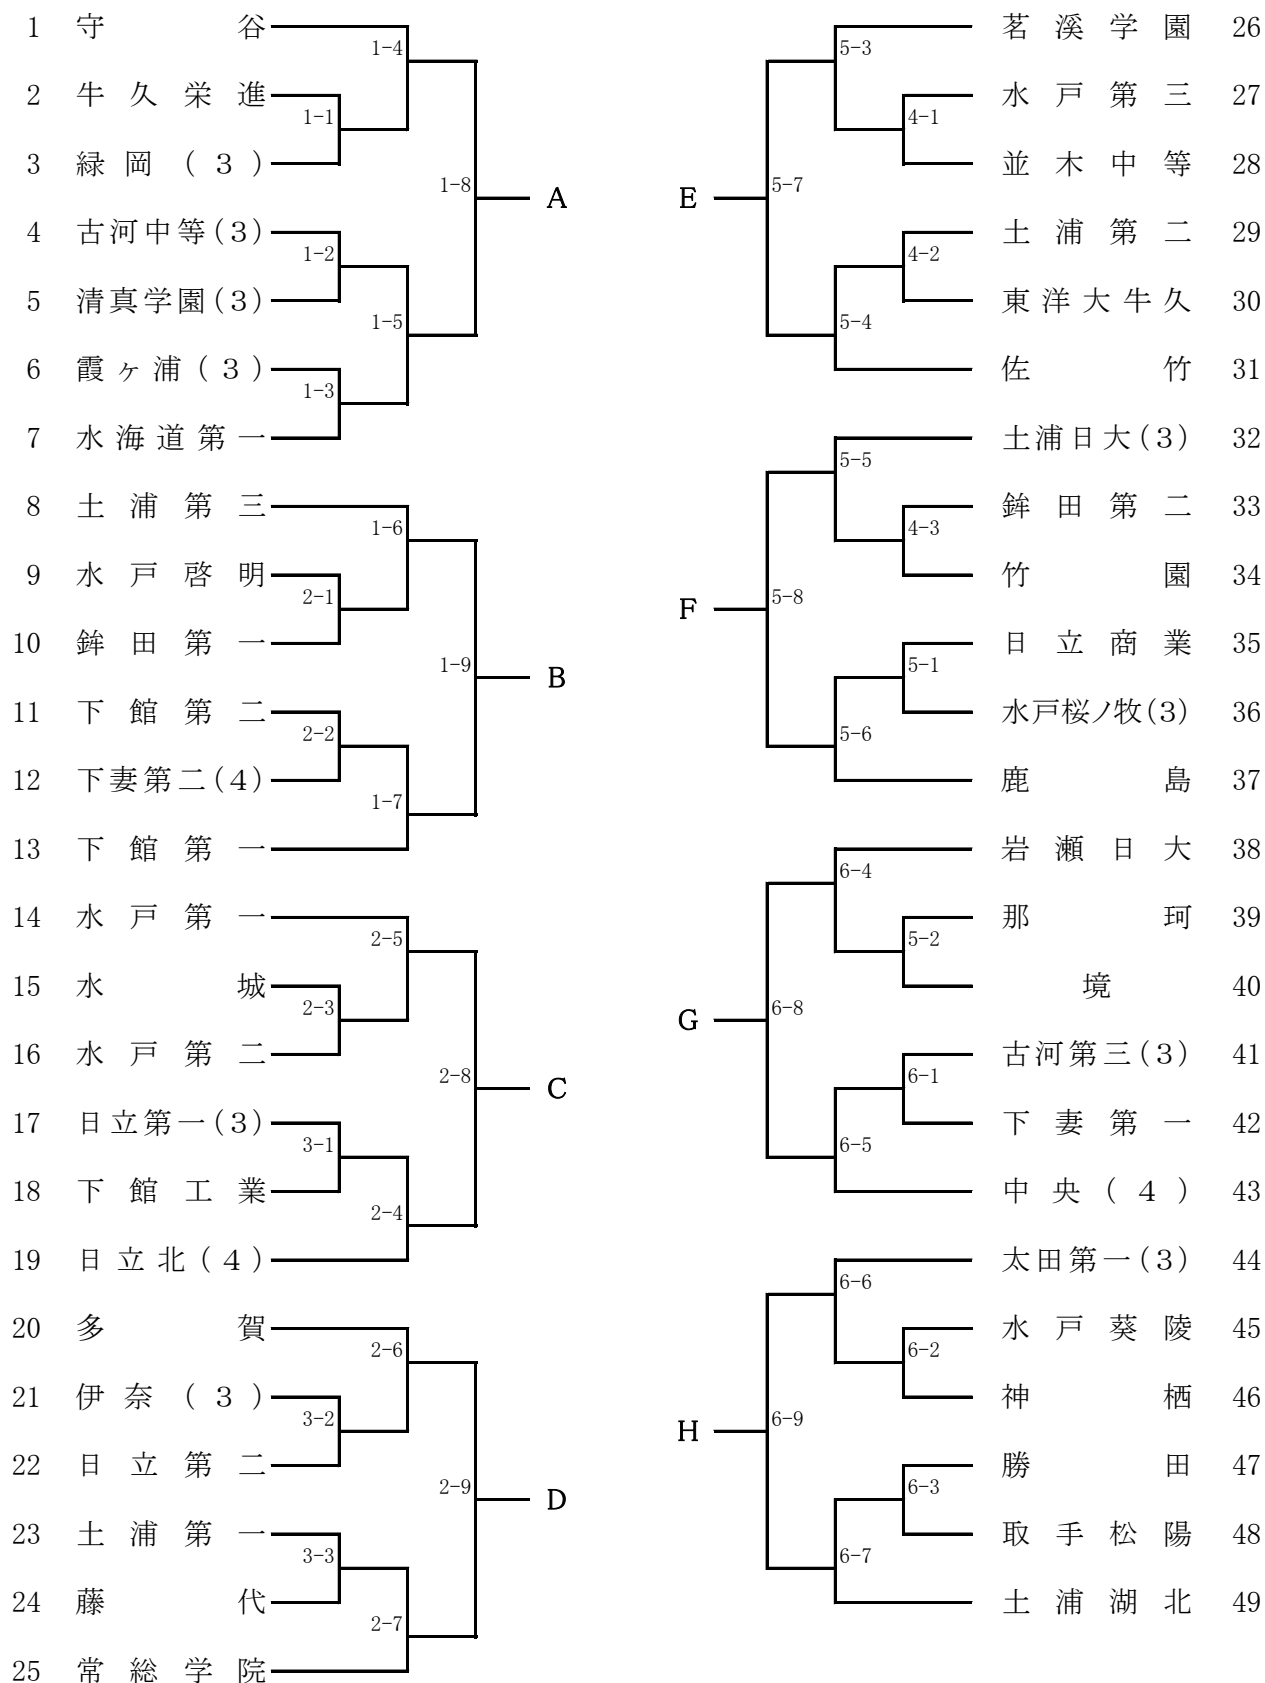 1 守谷
1-4
2 牛久栄進
1-1
3 緑岡(3)
1-8
A
4 古河中等(3)
1-2
5 清真学園(3)
1-5
6 霞ヶ浦(3)
1-3
7 水海道第一
8 土浦第三
1-6
9 水戸啓明
2-1
10 鉾田第一
1-9
B
11 下館第二
2-2
12 下妻第二(4)
1-7
13 下館第一
14 水戸第一
2-5
15 水城
2-3
16 水戸第二
2-8
C
17 日立第一(3)
3-1
18 下館工業
2-4
19 日立北(4)
20 多賀
2-6
21 伊奈(3)
3-2
22 日立第二
2-9
D
23 土浦第一
3-3
24 藤代
2-7
25 常総学院
茗溪学園 26
5-3
水戸第三 27
4-1
並木中等 28
E
5-7
土浦第二 29
4-2
東洋大牛久 30
5-4
佐竹 31
土浦日大(3) 32
5-5
鉾田第二 33
4-3
竹園 34
F
5-8
日立商業 35
5-1
水戸桜ノ牧(3) 36
5-6
鹿島 37
岩瀬日大 38
6-4
那珂 39
5-2
境 40
G
6-8
古河第三(3) 41
6-1
下妻第一 42
6-5
中央(4) 43
太田第一(3) 44
6-6
水戸葵陵 45
6-2
神栖 46
H
6-9
勝田 47
6-3
取手松陽 48
6-7
土浦湖北 49